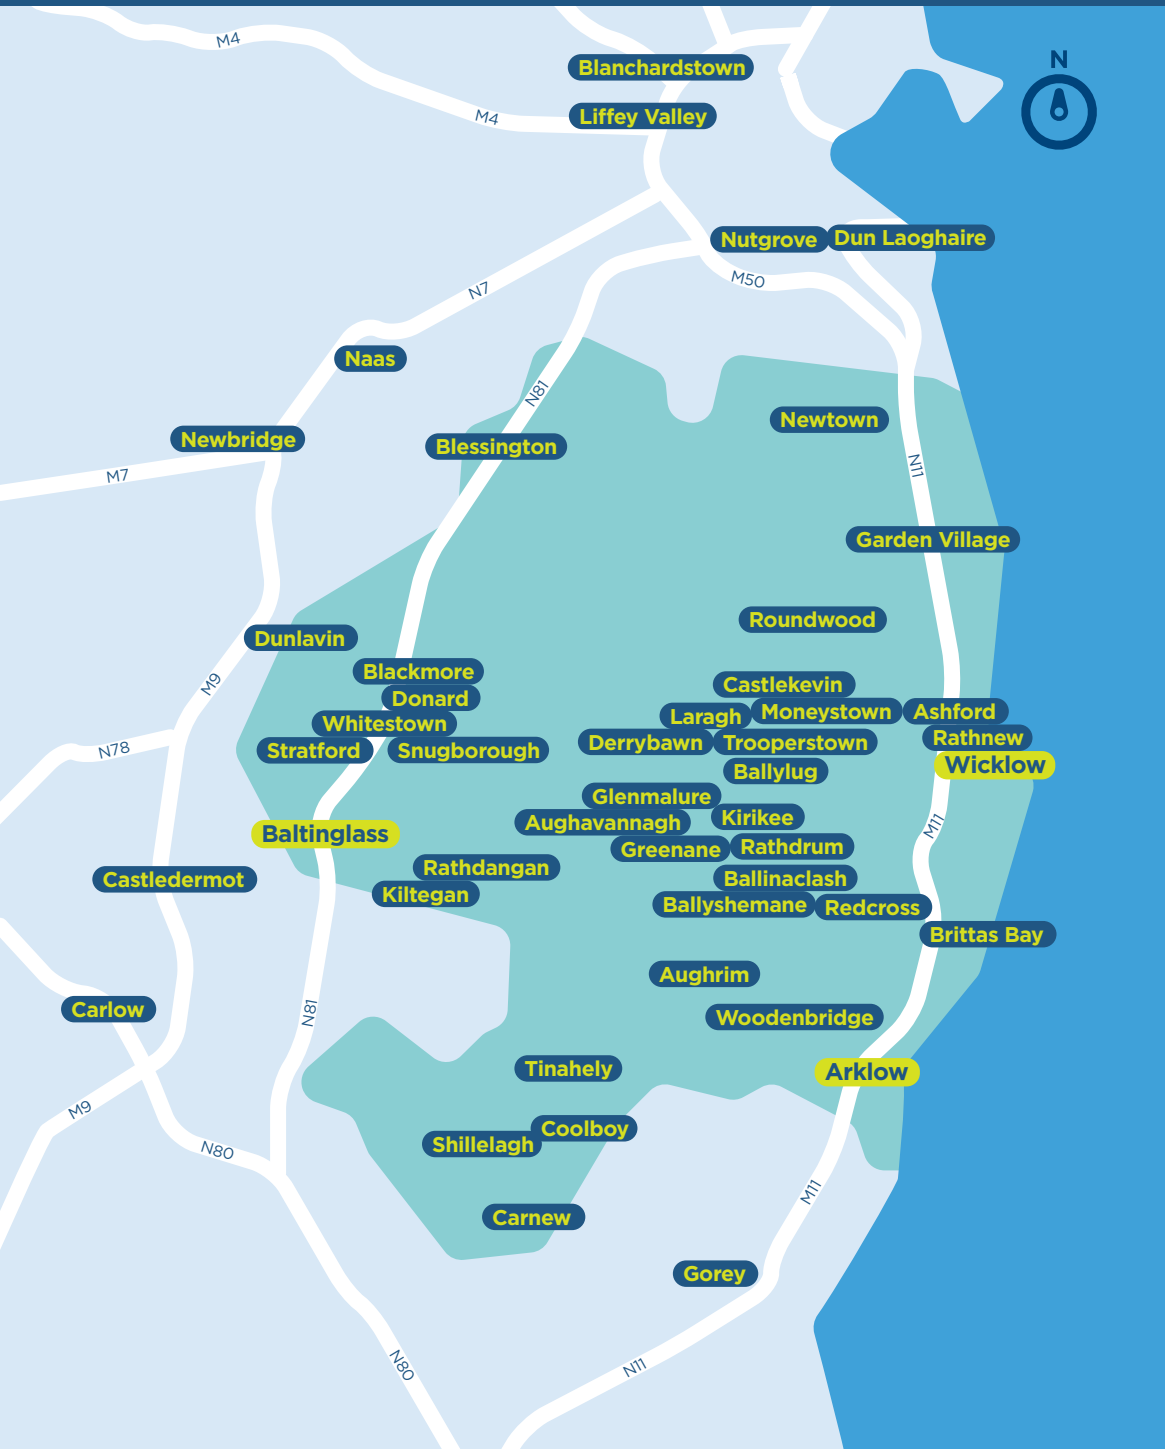 M4
N
Blanchardstown
M4
Liffey Valley
Nutgrove
Dun Laoghaire
M50
N7
Naas
N81
Newtown
Newbridge
Blessington
N11
M7
Garden Village
Roundwood
Dunlavin
Blackmore
Castlekevin
M9
Donard
Laragh
Moneystown
Ashford
Whitestown
Derrybawn
Trooperstown
Rathnew
N78
Stratford
Snugborough
Wicklow
Ballylug
Glenmalure
Aughavannagh
Kirikee
M11
Baltinglass
Greenane
Rathdrum
Castledermot
Rathdangan
Ballinaclash
Kiltegan
Ballyshemane
Redcross
Brittas Bay
Aughrim
Carlow
N81
Woodenbridge
Tinahely
Arklow
M9
Coolboy
N80
Shillelagh
M11
Carnew
Gorey
N80
N11